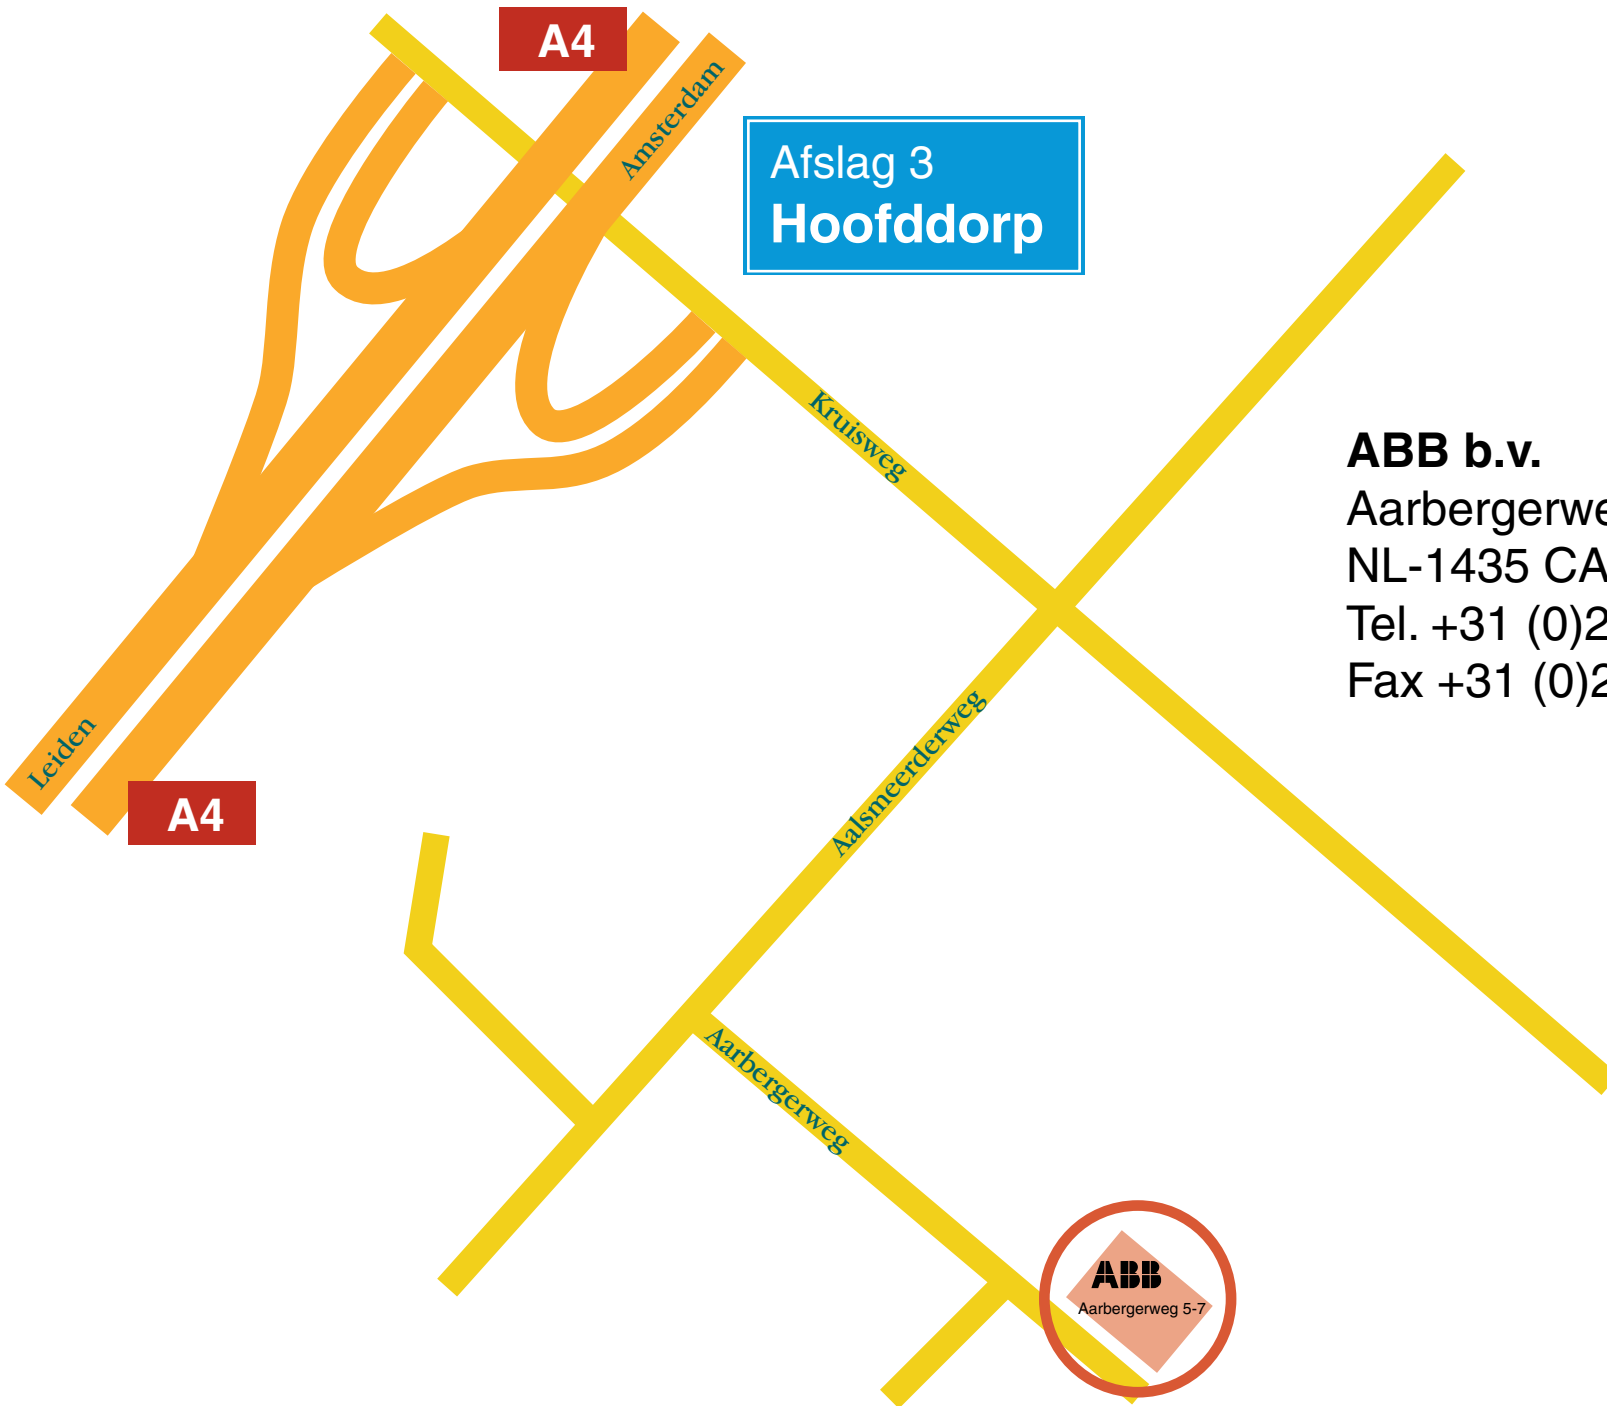 A4
Amsterdam
Afslag 3
Hoofddorp
Kruisweg
ABB b.v.
NL-1435 CA
Tel. +31 (0)2
Fax +31 (0)2
Aalsmeerderweg
Leiden
A4
Aarbergerweg
ABB
Aarbergerweg 5-7